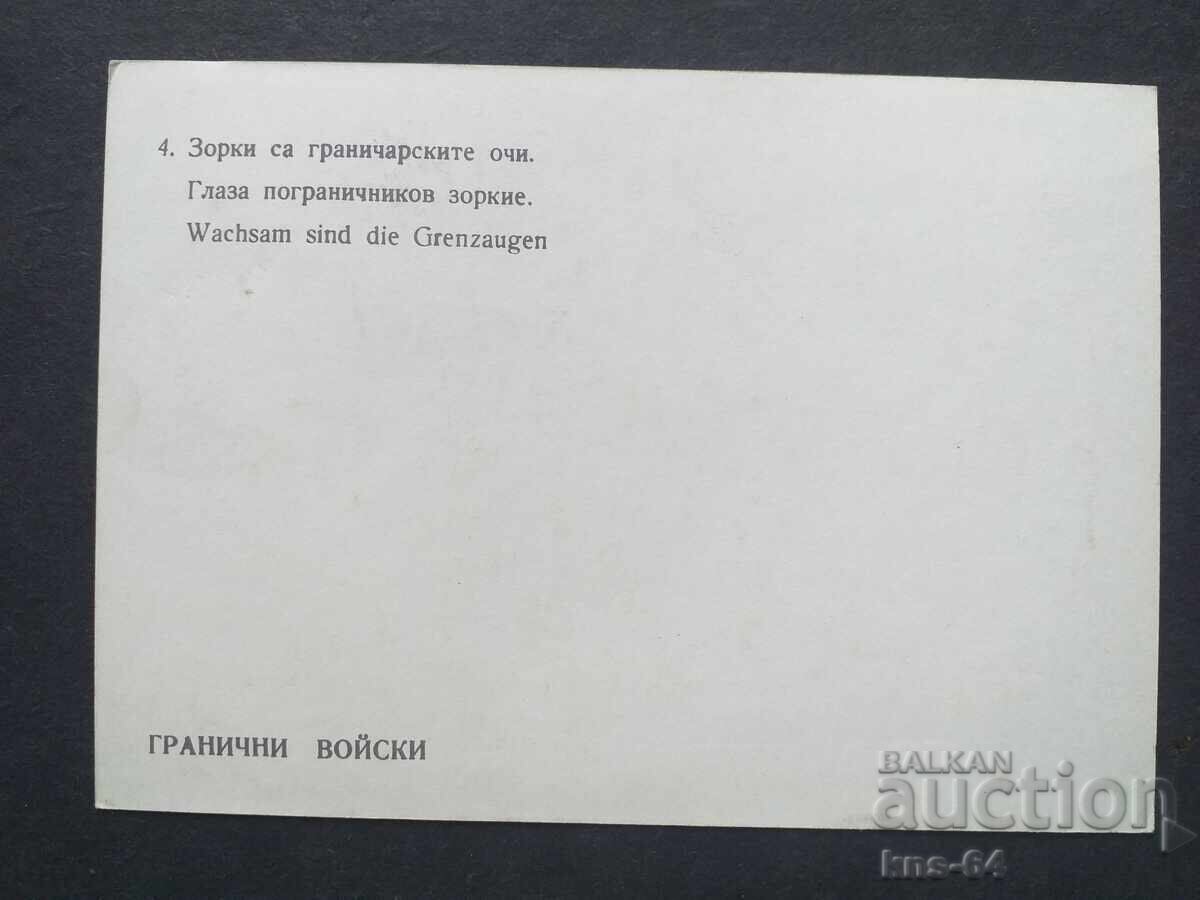 4. Зорки са граничарските очи.
Глаза пограничников зоркие.
Wachsam sind die Grenzaugen
ГРАНИЧНИ ВОЙСКИ
BALKAN
auction
kns-64